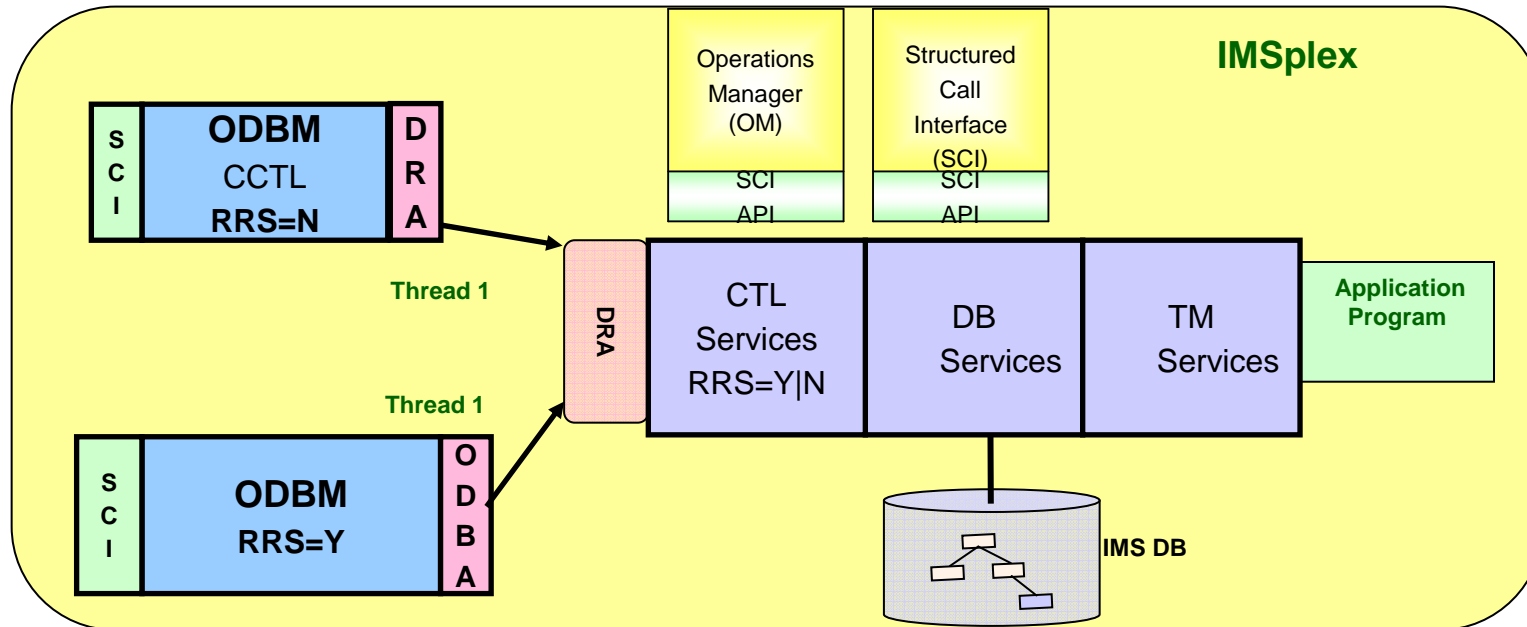 IMSplex
Operations
Manager
(OM)
SCI
API
Structured
Call
Interface
(SCI)
SCI
API
S
C
I
ODBM
CCTL
RRS=N
D
R
A
Thread 1
DRA
CTL
Services
RRS=Y|N
DB
Services
TM
Services
Application
Program
Thread 1
S
C
I
ODBM
RRS=Y
O
D
B
A
IMS DB